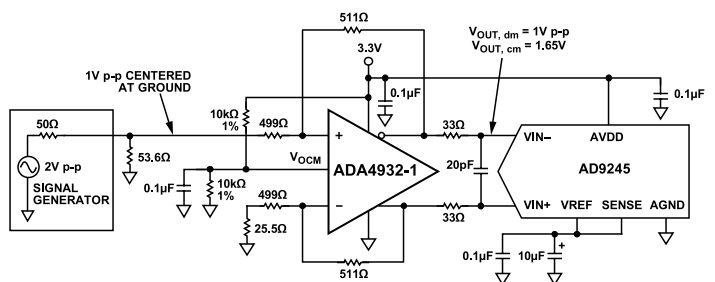 511Ω
V_OUT, dm = 1V p-p
V_OUT, cm = 1.65V
3.3V
1V p-p CENTERED
AT GROUND
0.1µF
0.1µF
50Ω
10kΩ
1%
499Ω
33Ω
+
VIN–
AVDD
2V p-p
53.6Ω
V_OCM
ADA4932-1
20pF
AD9245
SIGNAL
GENERATOR
0.1µF
10kΩ
1%
499Ω
–
33Ω
VIN+
VREF
SENSE
AGND
25.5Ω
511Ω
0.1µF
10µF
+